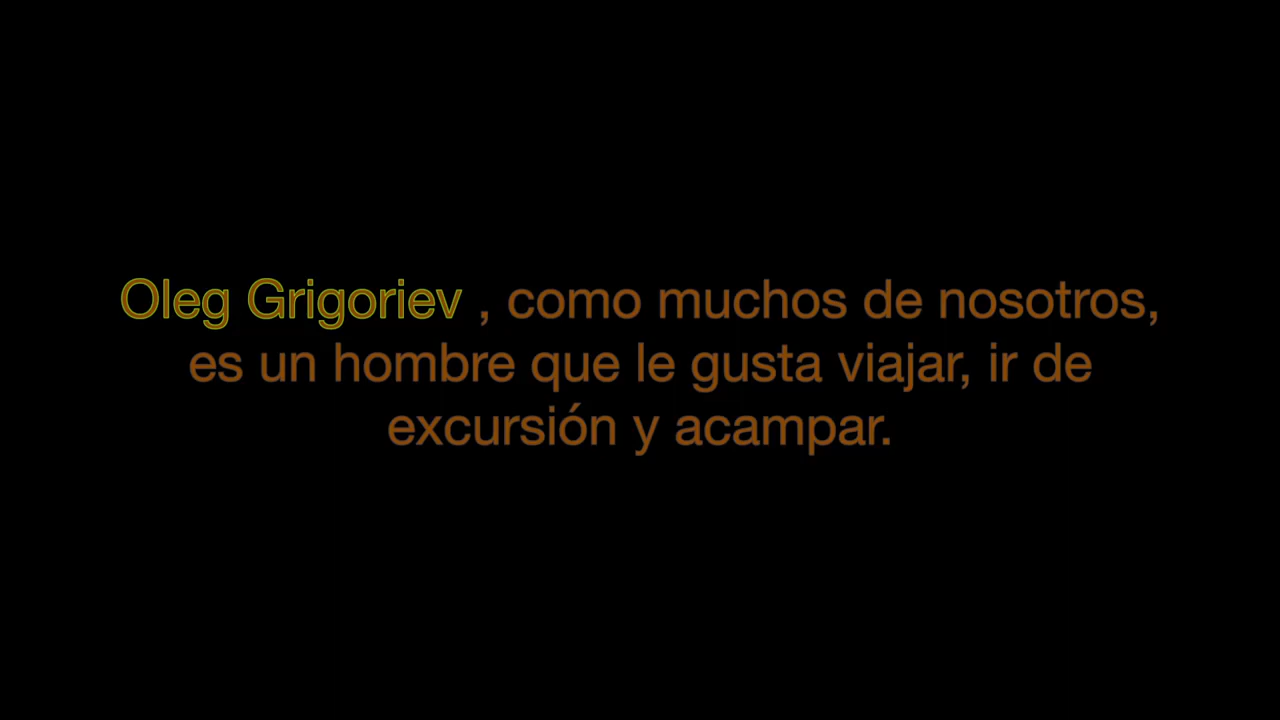 Oleg Grigoriev , como muchos de nosotros,
es un hombre que le gusta viajar, ir de
excursión y acampar.